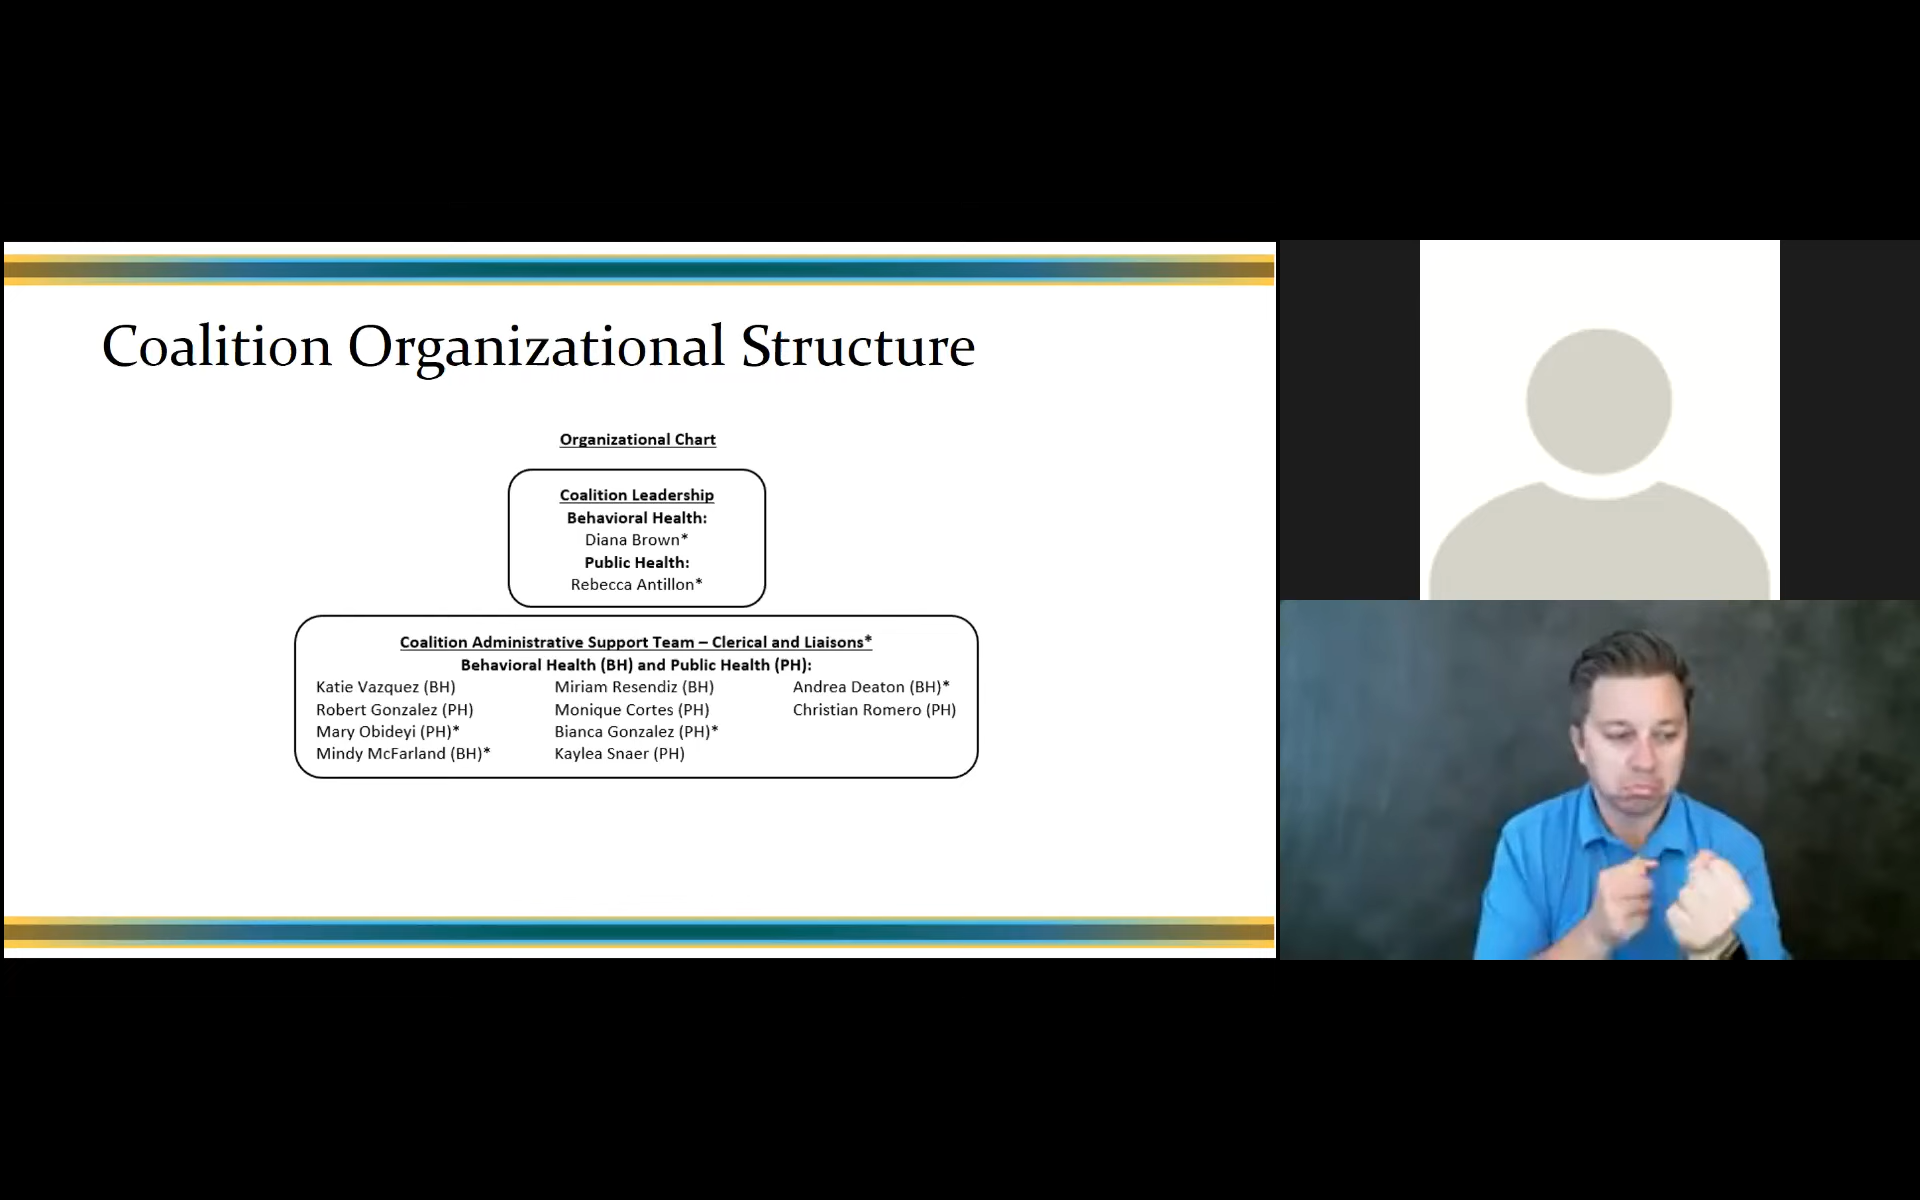 Coalition Organizational Structure
Organizational Chart
Coalition Leadership
Behavioral Health:
Diana Brown*
Public Health:
Rebecca Antillon*
Coalition Administrative Support Team – Clerical and Liaisons*
Behavioral Health (BH) and Public Health (PH):
Katie Vazquez (BH) Miriam Resendiz (BH) Andrea Deaton (BH)*
Robert Gonzalez (PH) Monique Cortes (PH) Christian Romero (PH)
Mary Obideyi (PH)* Bianca Gonzalez (PH)*
Mindy McFarland (BH)* Kaylea Snaer (PH)